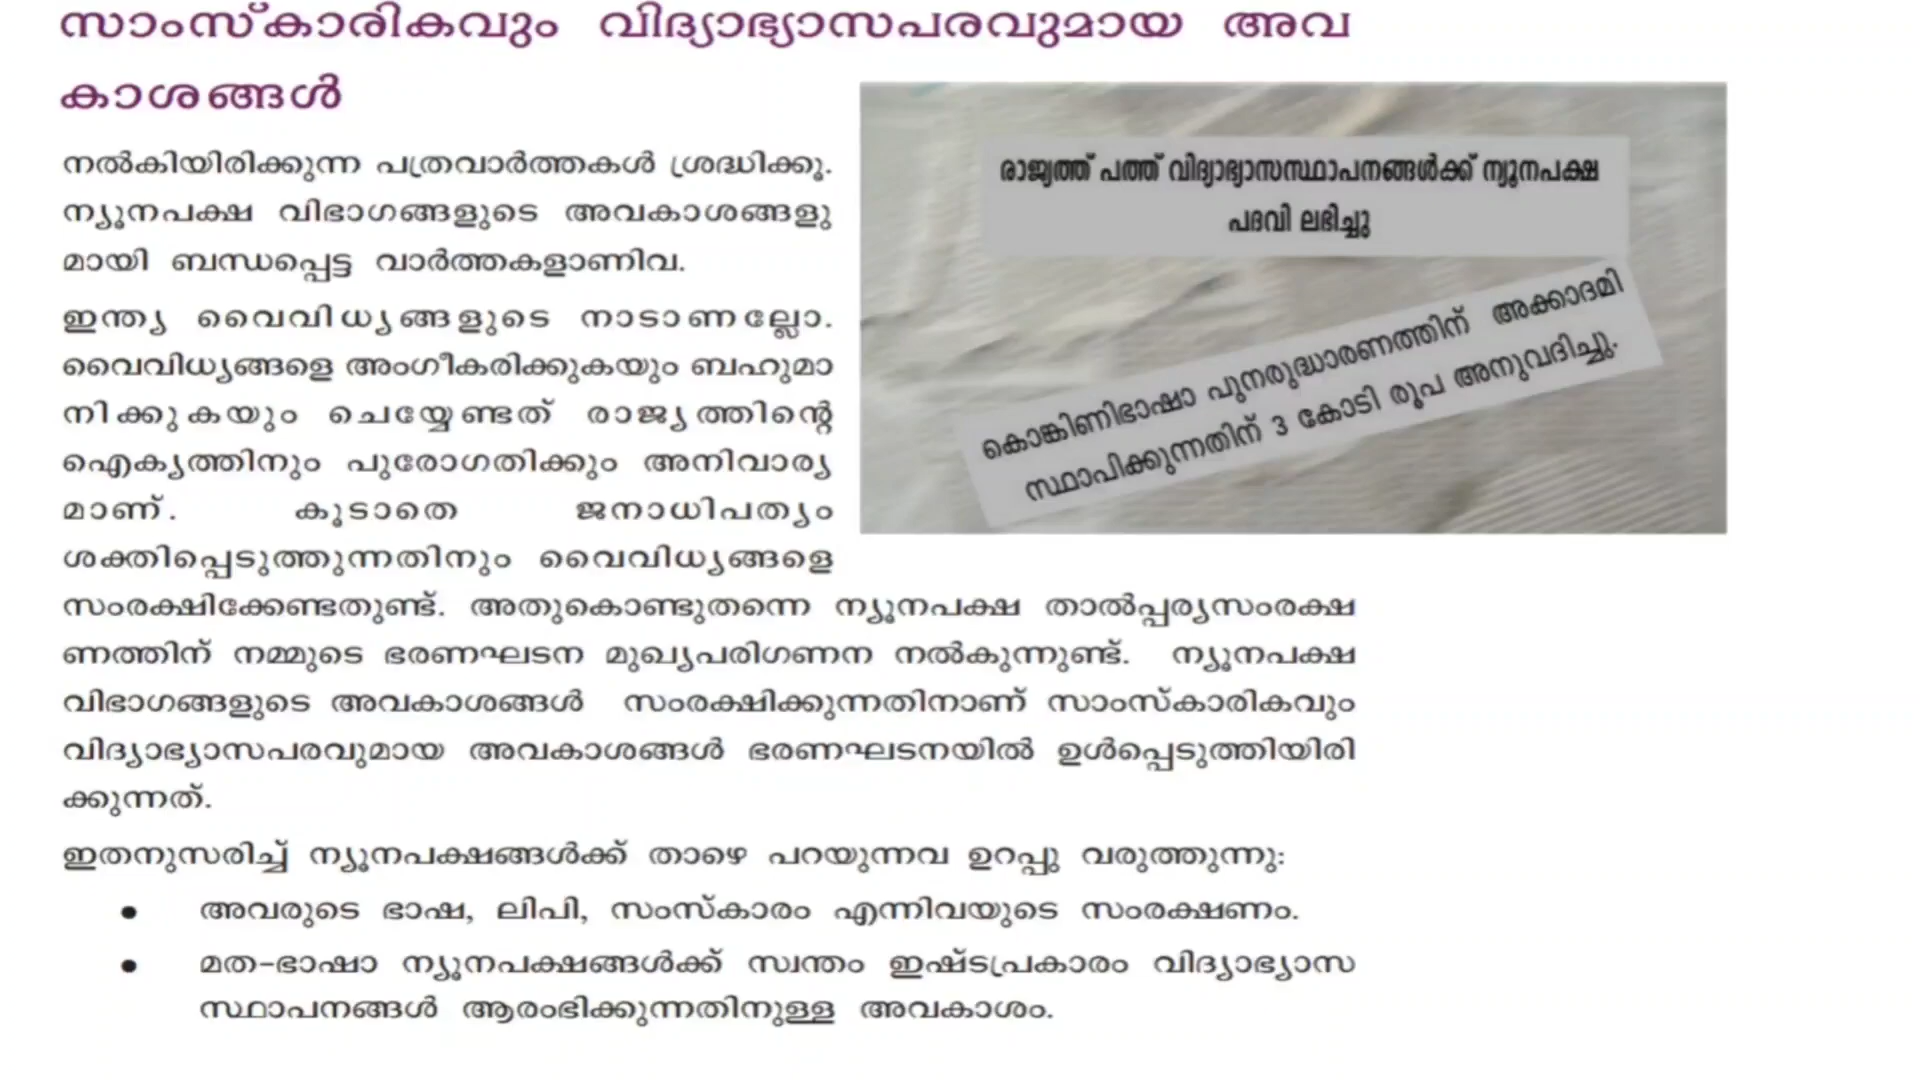 സാംസ്കാരികവും വിദ്യാഭ്യാസപരവുമായ അവ
കാശങ്ങൾ
നൽകിയിരിക്കുന്ന പത്രവാർത്തകൾ ശ്രദ്ധിക്കൂ.
ന്യൂനപക്ഷ വിഭാഗങ്ങളുടെ അവകാശങ്ങളു
മായി ബന്ധപ്പെട്ട വാർത്തകളാണിവ.
ഇന്ത്യ വൈവിധ്യങ്ങളുടെ നാടാണല്ലോ.
വൈവിധ്യങ്ങളെ അംഗീകരിക്കുകയും ബഹുമാ
നിക്കുകയും ചെയ്യേണ്ടത് രാജ്യത്തിന്റെ
ഐക്യത്തിനും പുരോഗതിക്കും അനിവാര്യ
മാണ്. കൂടാതെ ജനാധിപത്യം
ശക്തിപ്പെടുത്തുന്നതിനും വൈവിധ്യങ്ങളെ
സംരക്ഷിക്കേണ്ടതുണ്ട്. അതുകൊണ്ടുതന്നെ ന്യൂനപക്ഷ താൽപ്പര്യസംരക്ഷ
ണത്തിന് നമ്മുടെ ഭരണഘടന മുഖ്യപരിഗണന നൽകുന്നുണ്ട്. ന്യൂനപക്ഷ
വിഭാഗങ്ങളുടെ അവകാശങ്ങൾ സംരക്ഷിക്കുന്നതിനാണ് സാംസ്കാരികവും
വിദ്യാഭ്യാസപരവുമായ അവകാശങ്ങൾ ഭരണഘടനയിൽ ഉൾപ്പെടുത്തിയിരി
ക്കുന്നത്.
ഇതനുസരിച്ച് ന്യൂനപക്ഷങ്ങൾക്ക് താഴെ പറയുന്നവ ഉറപ്പു വരുത്തുന്നു:
• അവരുടെ ഭാഷ, ലിപി, സംസ്കാരം എന്നിവയുടെ സംരക്ഷണം.
• മത-ഭാഷാ ന്യൂനപക്ഷങ്ങൾക്ക് സ്വന്തം ഇഷ്ടപ്രകാരം വിദ്യാഭ്യാസ
സ്ഥാപനങ്ങൾ ആരംഭിക്കുന്നതിനുള്ള അവകാശം.
രാജ്യത്ത് പത്ത് വിദ്യാഭ്യാസസ്ഥാപനങ്ങൾക്ക് ന്യൂനപക്ഷ
പദവി ലഭിച്ചു
കൊങ്കിണിഭാഷാ പുനരുദ്ധാരണത്തിന് അക്കാദമി
സ്ഥാപിക്കുന്നതിന് 3 കോടി രൂപ അനുവദിച്ചു.